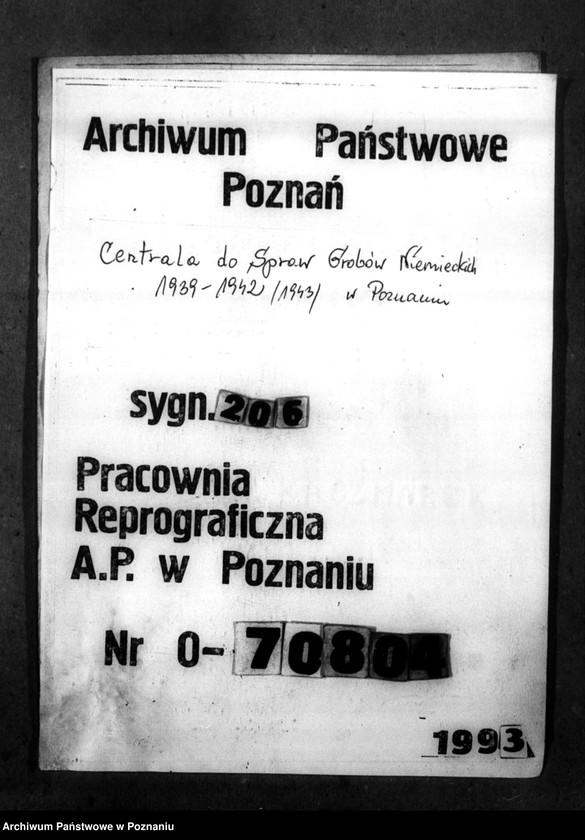 Archiwum Państwowe
Poznań
Centrala do Spraw Grobów Niemieckich
1939-1942 /1943/ w Poznaniu
sygn. 206
Pracownia
Reprograficzna
A.P. w Poznaniu
Nr O-70804
1993
Archiwum Państwowe w Poznaniu